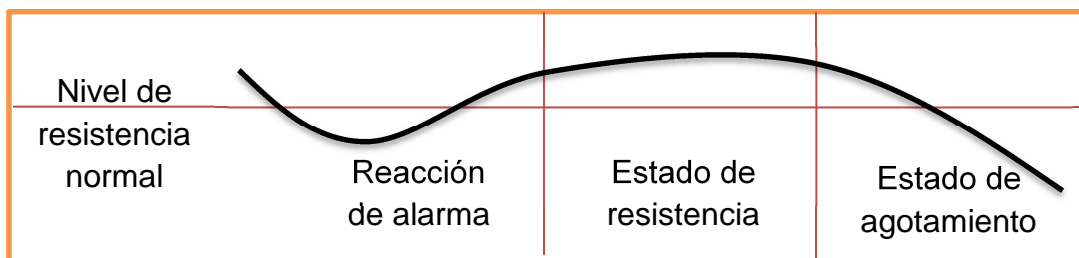 Nivel de
resistencia
normal
Reacción
de alarma
Estado de
resistencia
Estado de
agotamiento